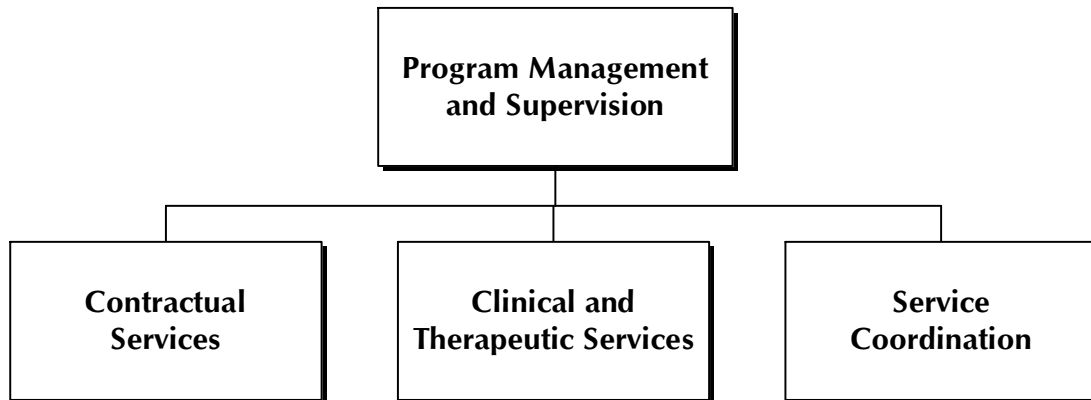 Program Management
and Supervision
Contractual
Services
Clinical and
Therapeutic Services
Service
Coordination